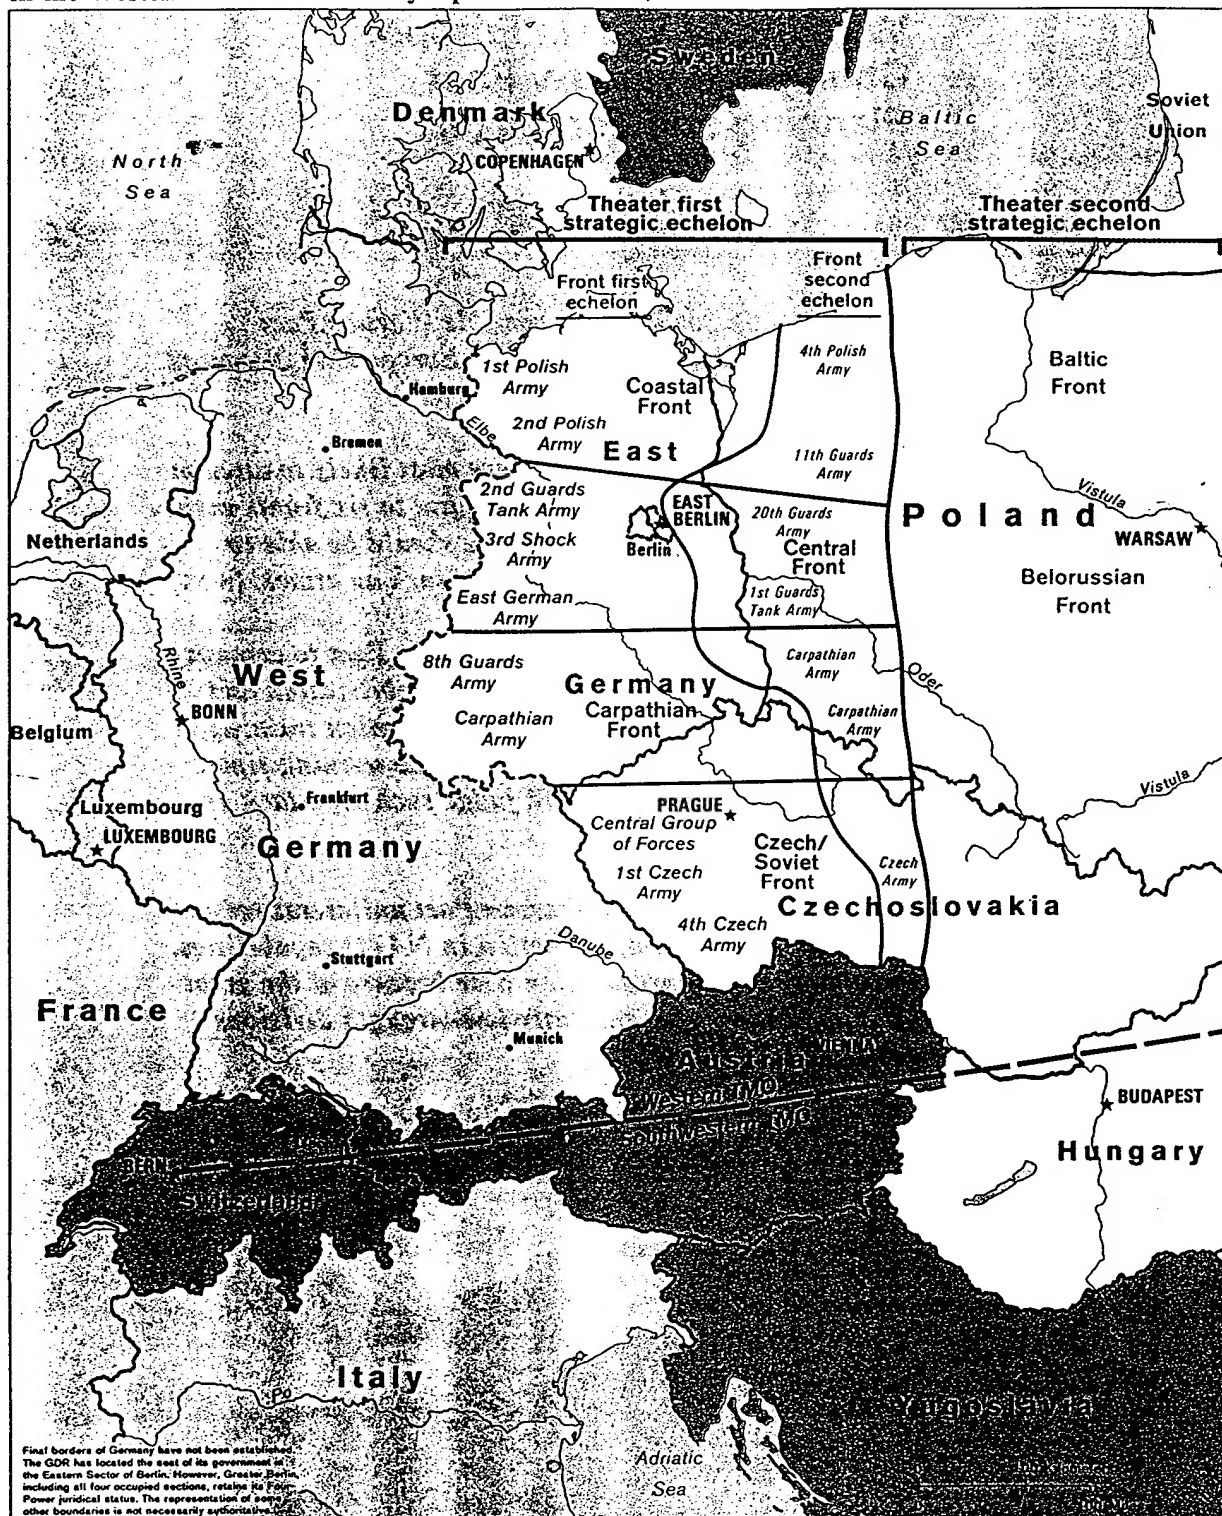 Sweden
Denmark
Soviet
Union
Baltic
Sea
North
Sea
COPENHAGEN
Theater first
strategic echelon
Theater second
strategic echelon
Front first
echelon
Front
second
echelon
1st Polish
Army
Coastal
Front
4th Polish
Army
Baltic
Front
Hamburg
Elbe
2nd Polish
Army
Bremen
East
11th Guards
Army
2nd Guards
Tank Army
EAST
BERLIN
Berlin
20th Guards
Army
Central
Front
Poland
Vistula
WARSAW
Netherlands
3rd Shock
Army
East German
Army
1st Guards
Tank Army
Belorussian
Front
Rhine
West
8th Guards
Army
Germany
Carpathian
Front
Carpathian
Army
Oder
BONN
Carpathian
Army
Carpathian
Army
Belgium
Vistula
Luxembourg
LUXEMBOURG
Frankfurt
Germany
PRAGUE
Central Group
of Forces
Czech/
Soviet
Front
1st Czech
Army
Czech
Army
Czechoslovakia
4th Czech
Army
Danube
Stuttgart
France
Munich
Austria
VIENNA
Western TMO
Southwestern TMO
BUDAPEST
Hungary
BERN
Switzerland
Italy
Po
Yugoslavia
Adriatic
Sea
Final borders of Germany have not been established.
The GDR has located the seat of its government in
the Eastern Sector of Berlin. However, Greater Berlin,
including all four occupied sections, retains its Four-
Power juridical status. The representation of some
other boundaries is not necessarily authoritative.